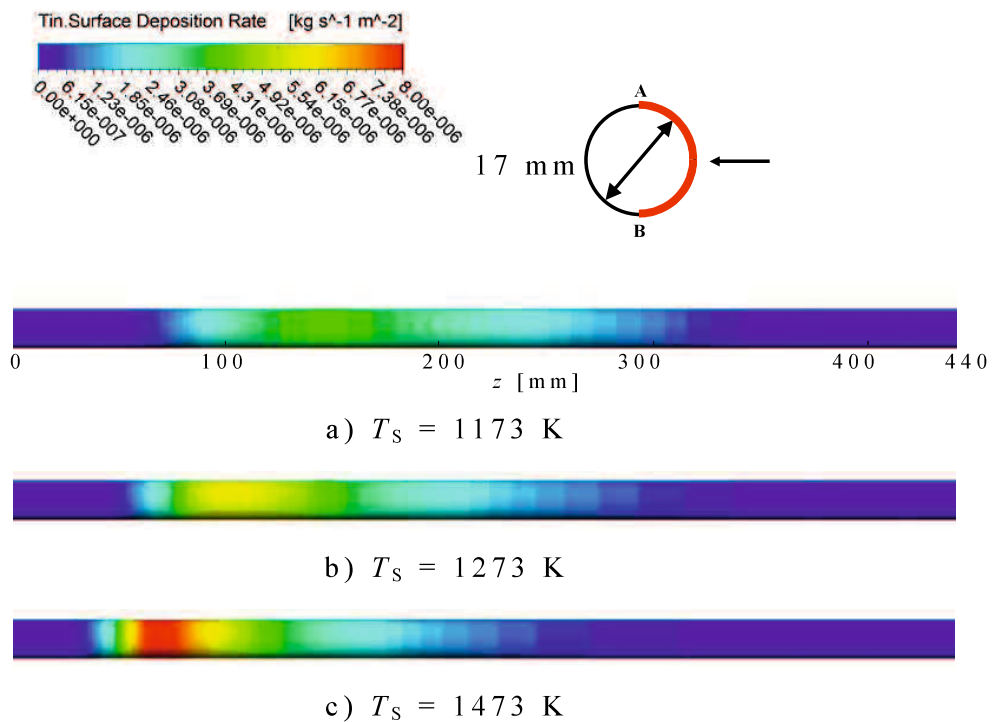 Tin.Surface Deposition Rate [kg s^-1 m^-2]
0.00e+000 6.15e-007 1.23e-006 1.85e-006 2.46e-006 3.08e-006 3.69e-006 4.31e-006 4.92e-006 5.54e-006 6.15e-006 6.77e-006 7.38e-006 8.00e-006
A
17 mm
B
0 100 200 300 400 440
z [mm]
a) TS = 1173 K
b) TS = 1273 K
c) TS = 1473 K